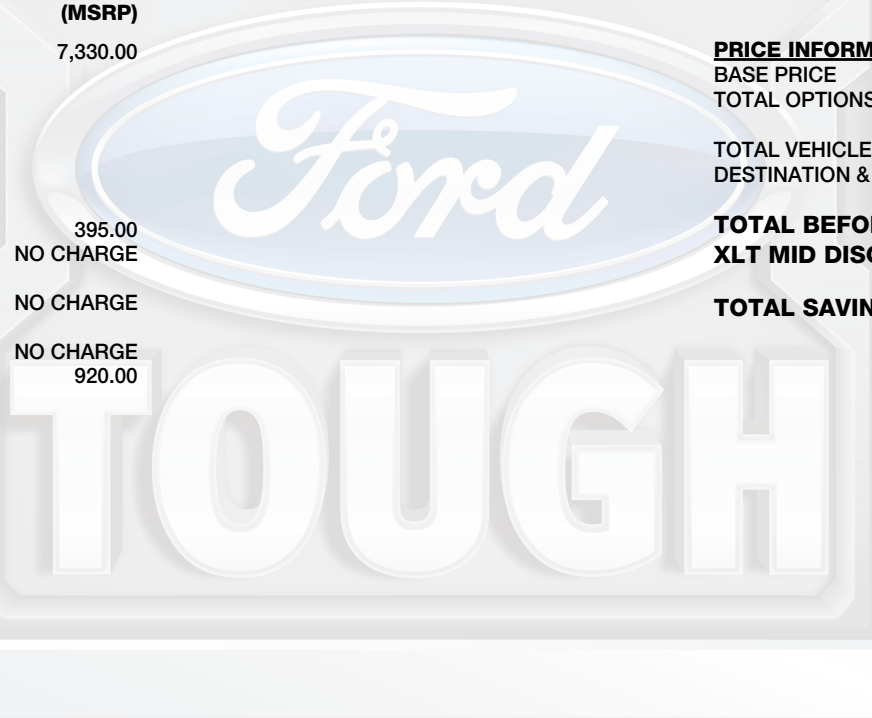 (MSRP)
7,330.00
395.00
NO CHARGE
NO CHARGE
NO CHARGE
920.00
PRICE INFORM
BASE PRICE
TOTAL OPTIONS
TOTAL VEHICLE
DESTINATION &
TOTAL BEFO
XLT MID DISC
TOTAL SAVIN
Ford
TOUGH